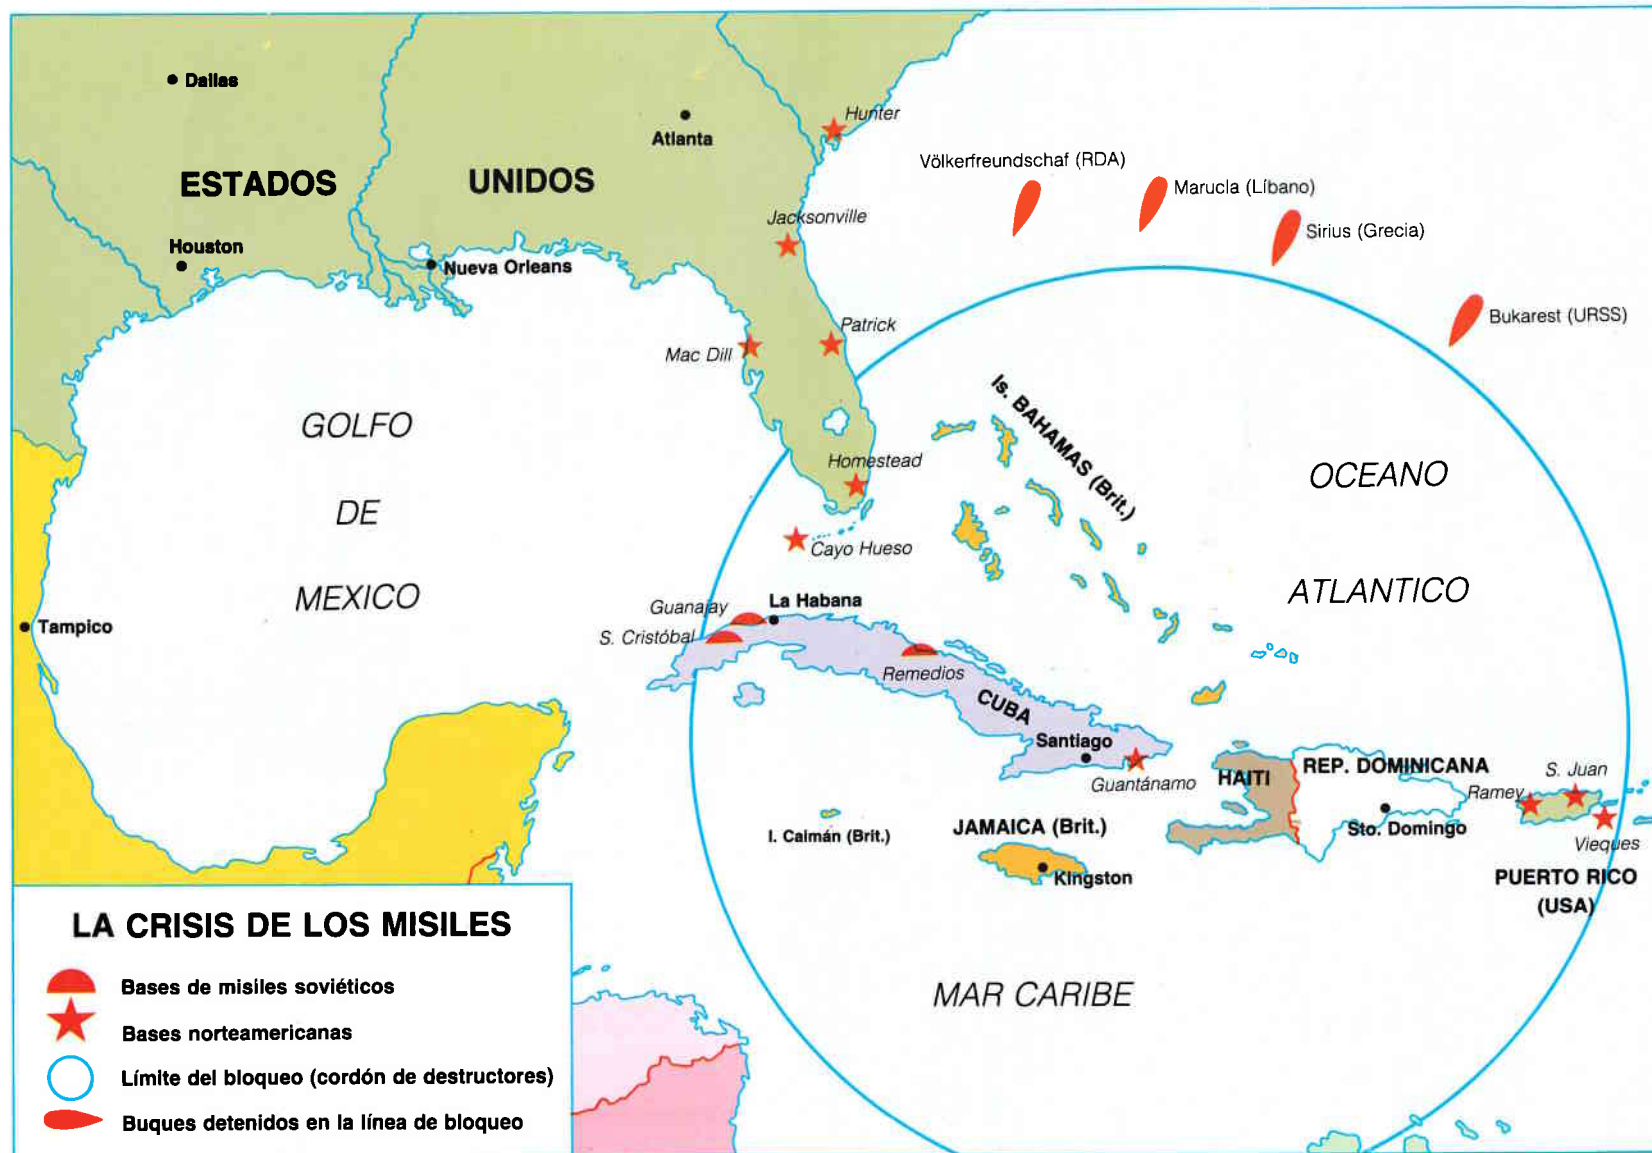 Dallas
Hunter
Atlanta
Völkerfreundschaf (RDA)
Marucla (Líbano)
ESTADOS
UNIDOS
Jacksonville
Sirius (Grecia)
Houston
Nueva Orleans
Bukarest (URSS)
Patrick
Mac Dill
Is. BAHAMAS (Brit.)
GOLFO
DE
MEXICO
Homestead
OCEANO
ATLANTICO
Cayo Hueso
Guanajay
La Habana
S. Cristóbal
Tampico
Remedios
CUBA
Santiago
Guantánamo
HAITI
REP. DOMINICANA
S. Juan
Ramey
Sto. Domingo
Vieques
I. Caimán (Brit.)
JAMAICA (Brit.)
Kingston
PUERTO RICO
(USA)
MAR CARIBE
LA CRISIS DE LOS MISILES
Bases de misiles soviéticos
Bases norteamericanas
Límite del bloqueo (cordón de destructores)
Buques detenidos en la línea de bloqueo